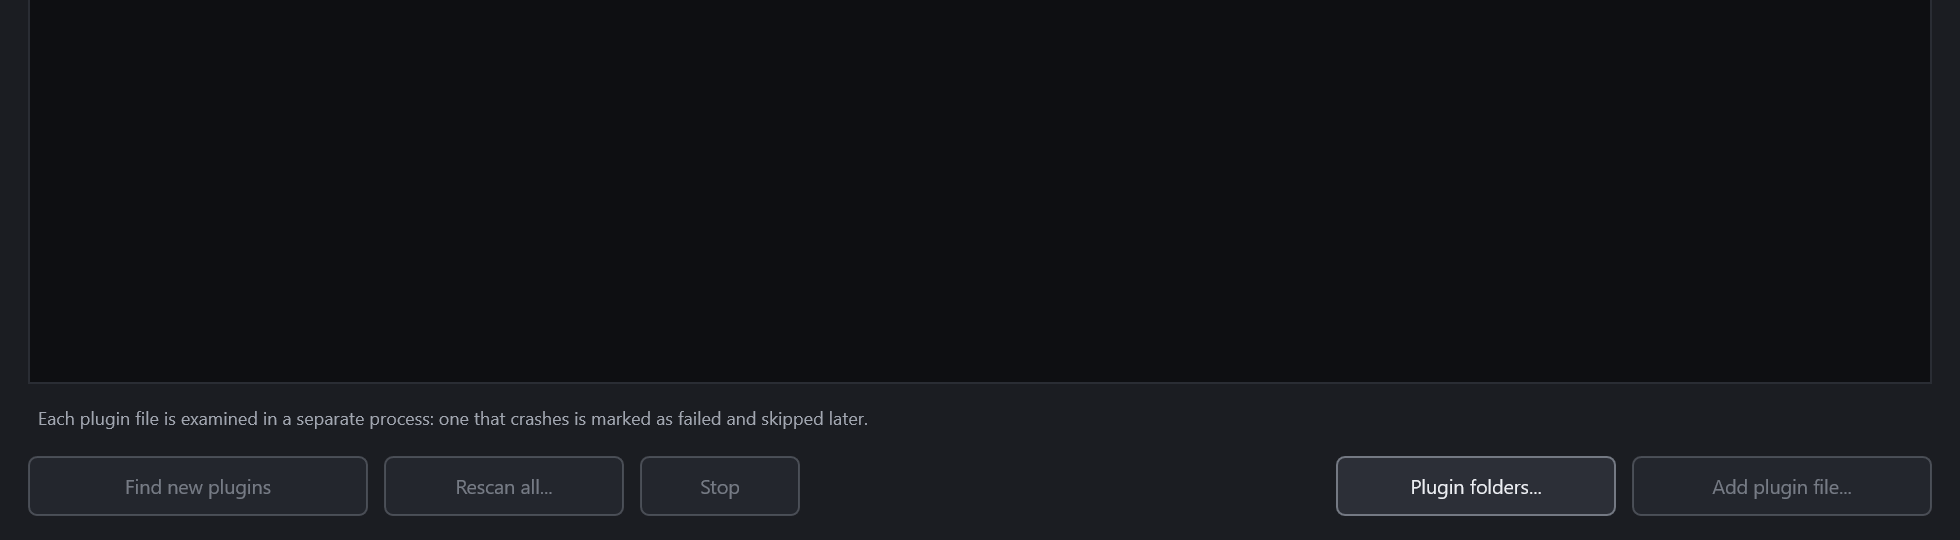 Each plugin file is examined in a separate process: one that crashes is marked as failed and skipped later.
Find new plugins
Rescan all...
Stop
Plugin folders...
Add plugin file...